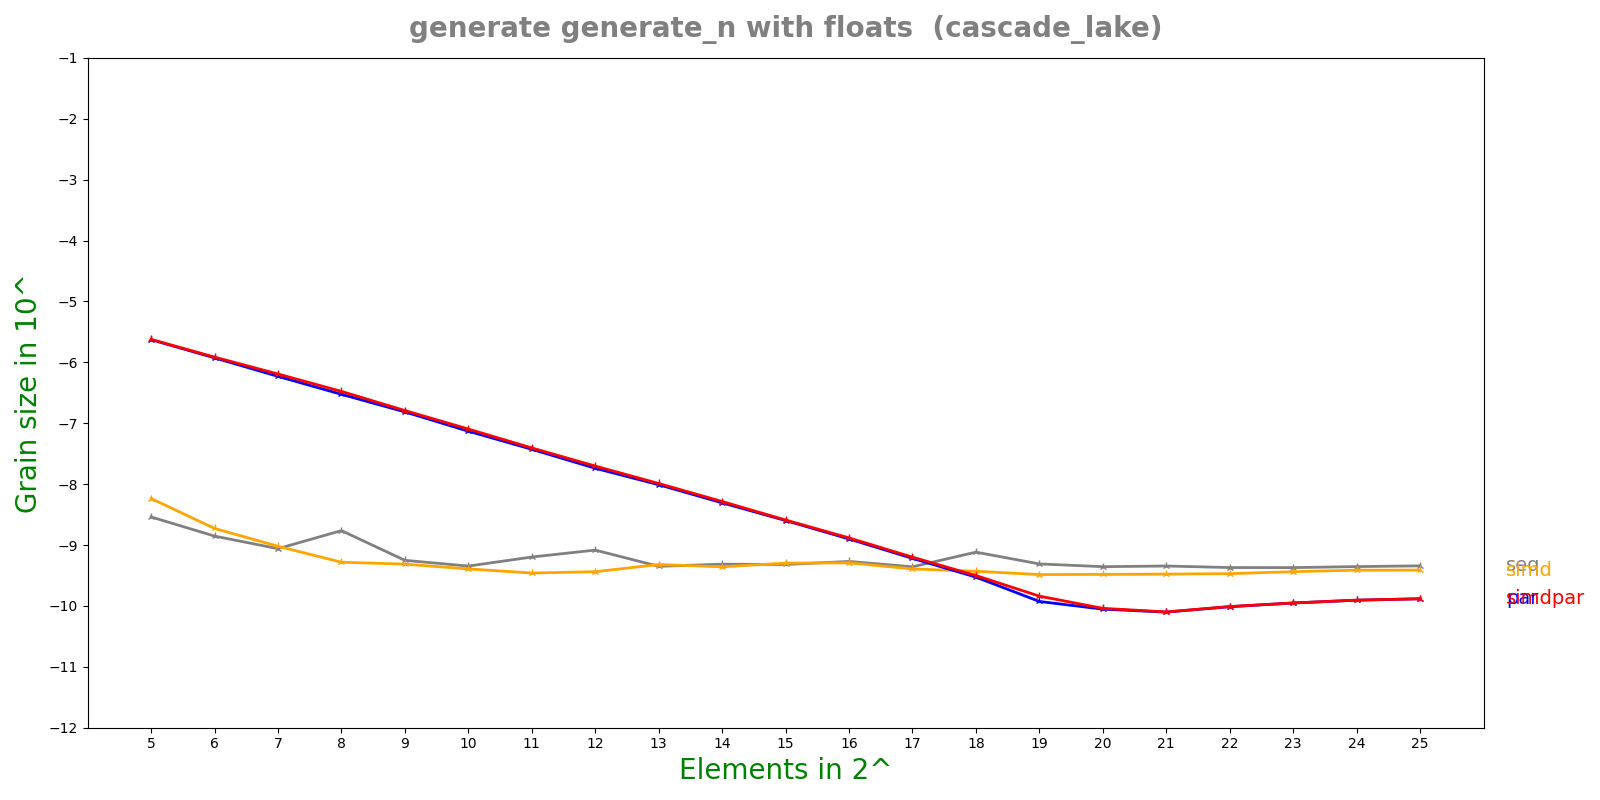 generate generate_n with floats (cascade_lake)
−1
−2
−3
−4
−5
−6
−7
−8
−9
−10
−11
−12
Grain size in 10^
5 6 7 8 9 10 11 12 13 14 15 16 17 18 19 20 21 22 23 24 25
Elements in 2^
seq
simd
par
simdpar